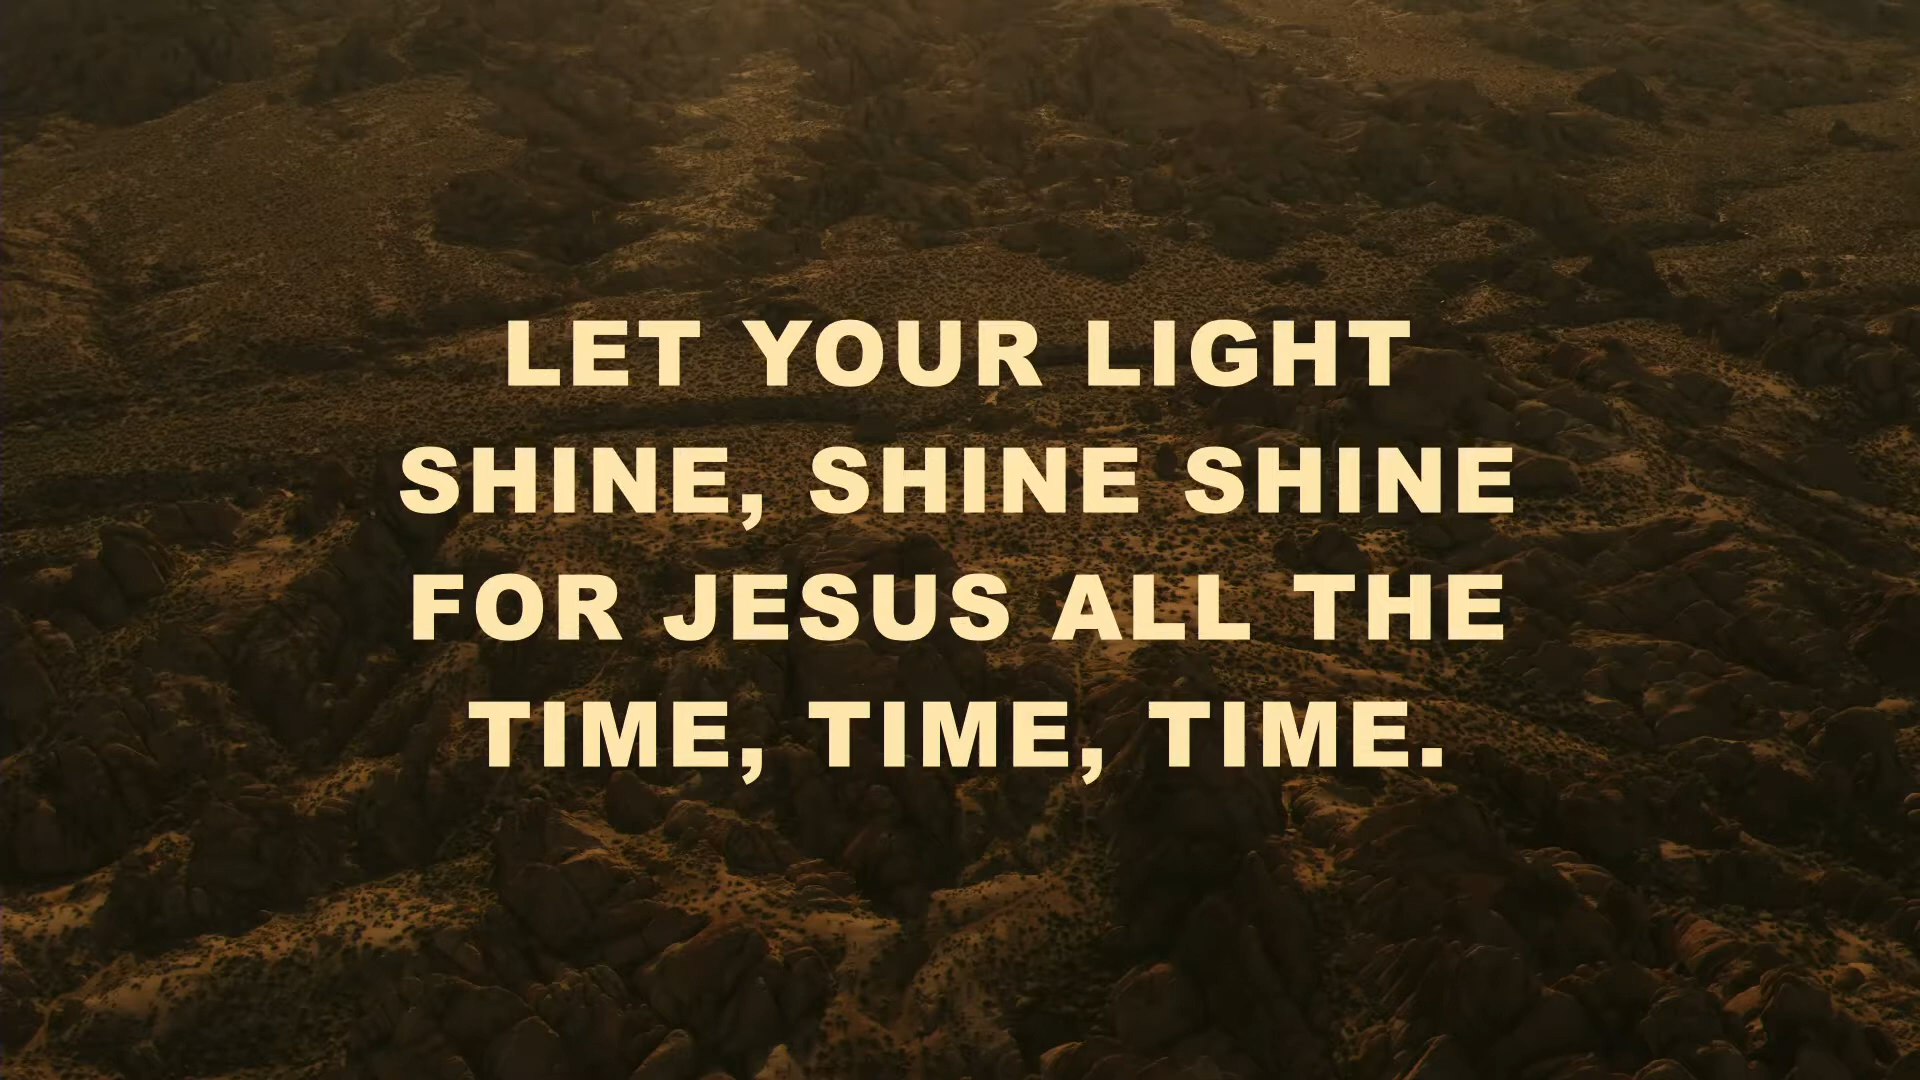 LET YOUR LIGHT
SHINE, SHINE SHINE
FOR JESUS ALL THE
TIME, TIME, TIME.